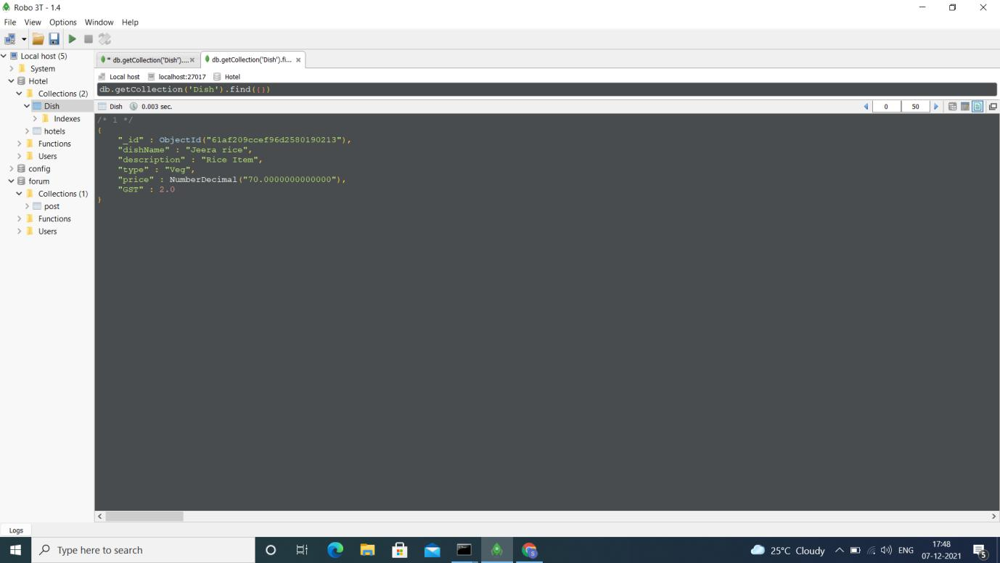 Robo 3T - 1.4
File View Options Window Help
Local host (5)
System
Hotel
Collections (2)
Dish
Indexes
hotels
Functions
Users
config
forum
Collections (1)
post
Functions
Users
* db.getCollection('Dish')....
db.getCollection('Dish').fi...
Local host localhost:27017 Hotel
db.getCollection('Dish').find({})
Dish 0.003 sec.
0 50
/* 1 */
{
"_id" : ObjectId("61af209ccef96d2580190213"),
"dishName" : "Jeera rice",
"description" : "Rice Item",
"type" : "Veg",
"price" : NumberDecimal("70.0000000000000"),
"GST" : 2.0
}
Logs
Type here to search
25°C Cloudy
ENG
17:48
07-12-2021
5